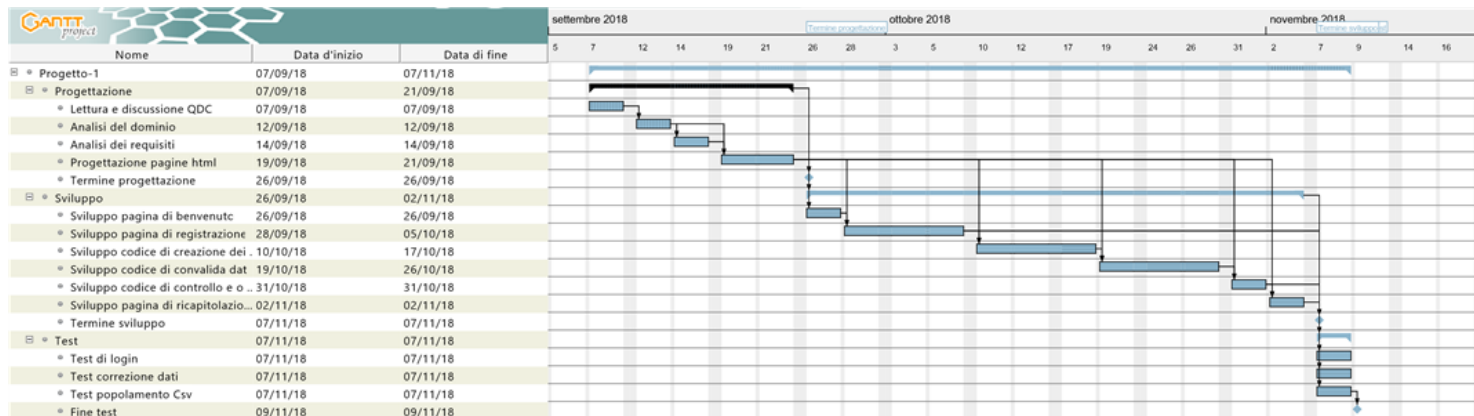 GANTT project
settembre 2018 ottobre 2018 novembre 2018
Termine progettazione Termine sviluppo
Nome Data d'inizio Data di fine 5 7 12 14 19 21 26 28 3 5 10 12 17 19 24 26 31 2 7 9 14 16
Progetto-1 07/09/18 07/11/18
Progettazione 07/09/18 21/09/18
Lettura e discussione QDC 07/09/18 07/09/18
Analisi del dominio 12/09/18 12/09/18
Analisi dei requisiti 14/09/18 14/09/18
Progettazione pagine html 19/09/18 21/09/18
Termine progettazione 26/09/18 26/09/18
Sviluppo 26/09/18 02/11/18
Sviluppo pagina di benvenutc 26/09/18 26/09/18
Sviluppo pagina di registrazione 28/09/18 05/10/18
Sviluppo codice di creazione dei . 10/10/18 17/10/18
Sviluppo codice di convalida dat 19/10/18 26/10/18
Sviluppo codice di controllo e o .. 31/10/18 31/10/18
Sviluppo pagina di ricapitolazio... 02/11/18 02/11/18
Termine sviluppo 07/11/18 07/11/18
Test 07/11/18 07/11/18
Test di login 07/11/18 07/11/18
Test correzione dati 07/11/18 07/11/18
Test popolamento Csv 07/11/18 07/11/18
Fine test 09/11/18 09/11/18